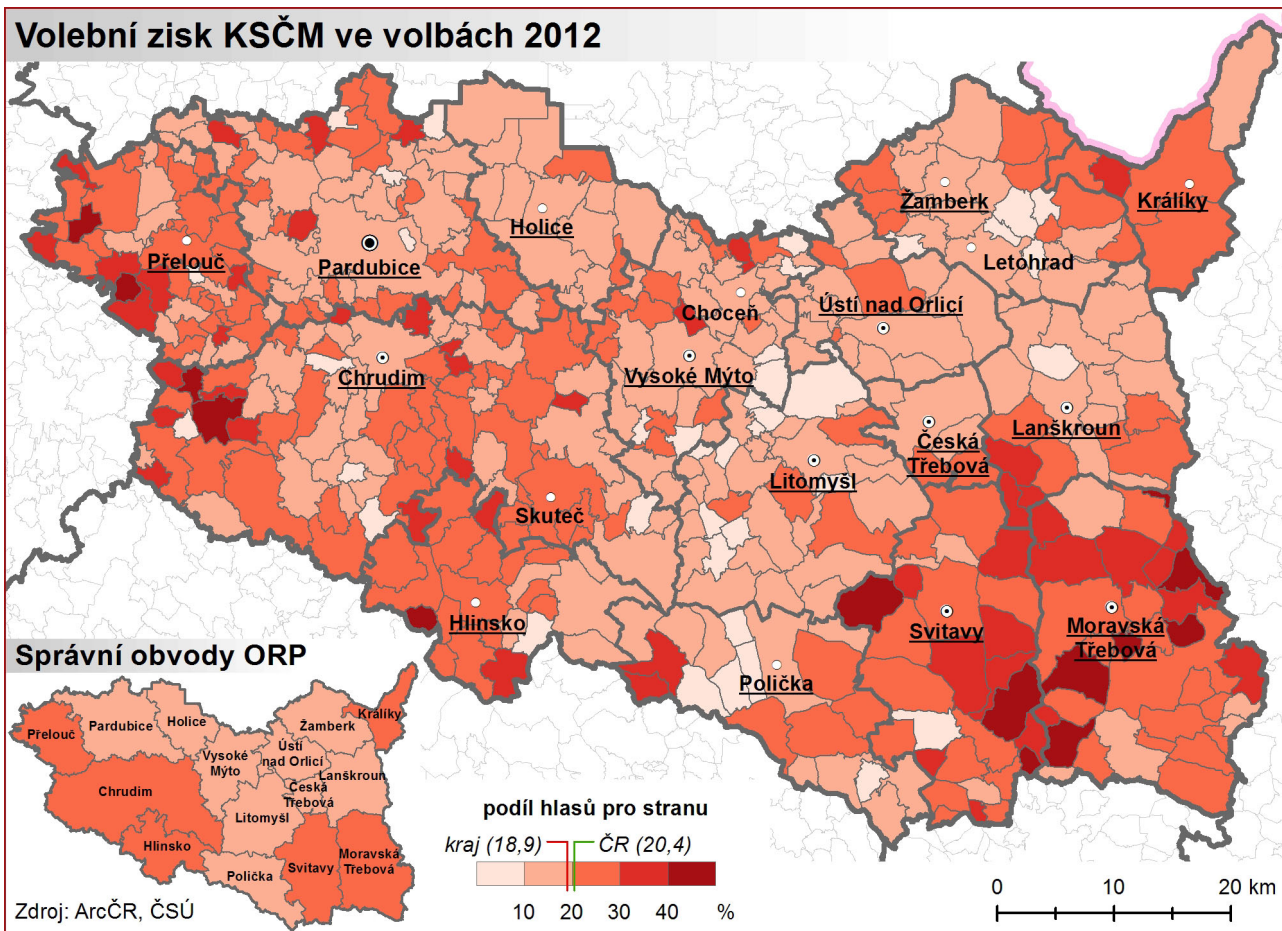 Volební zisk KSČM ve volbách 2012
Žamberk
Králíky
Holice
Přelouč
Pardubice
Letohrad
Choceň
Ústí nad Orlicí
Chrudim
Vysoké Mýto
Lanškroun
Česká
Třebová
Litomyšl
Skuteč
Hlinsko
Svitavy
Moravská
Třebová
Polička
Správní obvody ORP
Králíky
Holice
Žamberk
Pardubice
Přelouč
Ústí
nad Orlicí
Vysoké
Mýto
Lanškroun
Chrudim
Česká
Třebová
Litomyšl
Hlinsko
Moravská
Třebová
Svitavy
Polička
podíl hlasů pro stranu
kraj (18,9) ČR (20,4)
10 20 30 40 %
0 10 20 km
Zdroj: ArcČR, ČSÚ